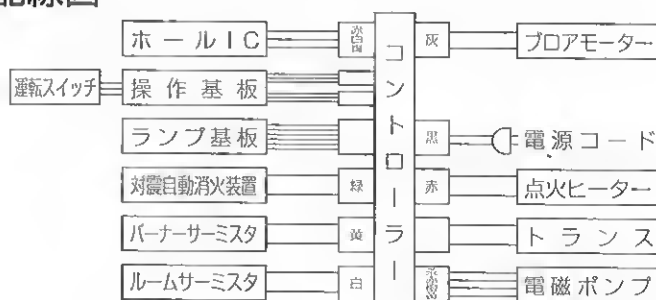 配線図
ホールIC
赤白黄
灰
ブロアモーター
運転スイッチ
操作基板
ランプ基板
黒
電源コード
対震自動消火装置
緑
赤
点火ヒーター
バーナーサーミスタ
黄
トランス
ルームサーミスタ
白
電磁ポンプ
コントローラー